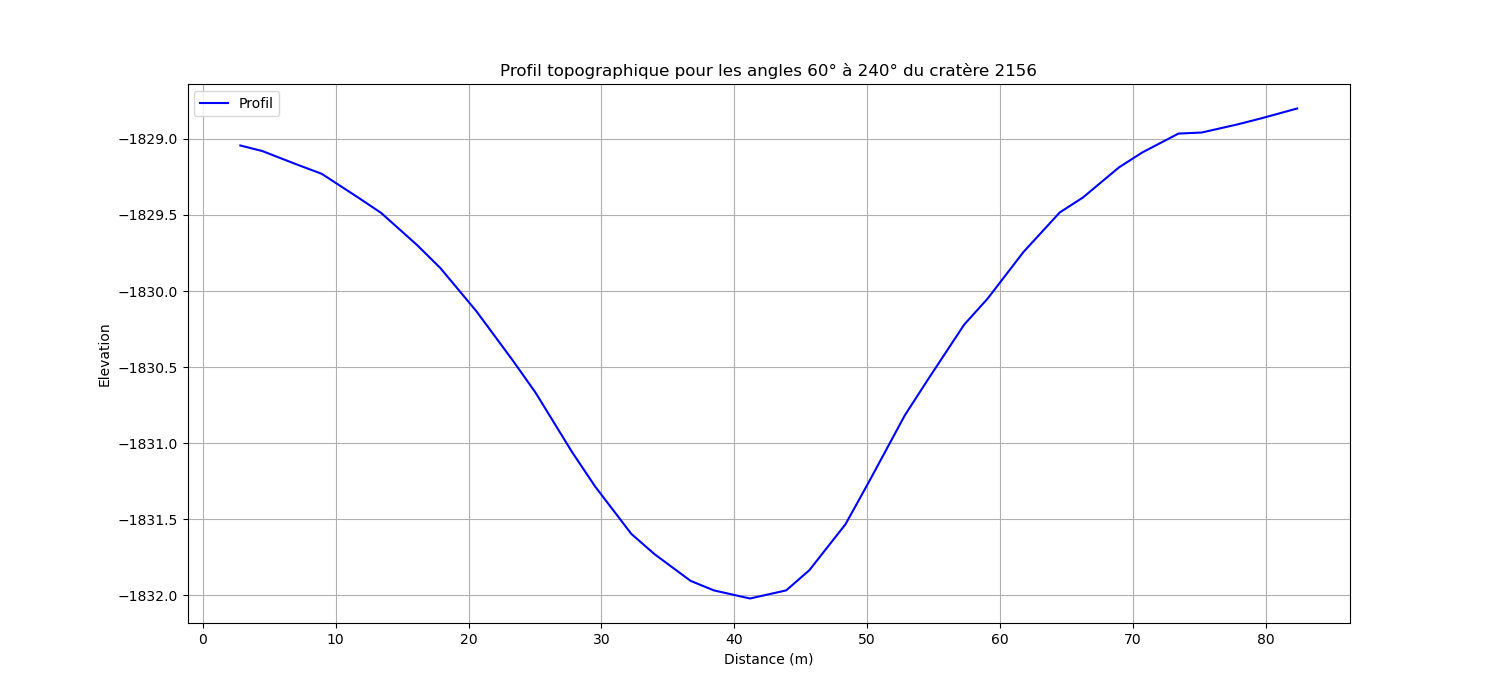 Profil topographique pour les angles 60° à 240° du cratère 2156
Profil
−1829.0
−1829.5
−1830.0
−1830.5
−1831.0
−1831.5
−1832.0
Elevation
0 10 20 30 40 50 60 70 80
Distance (m)